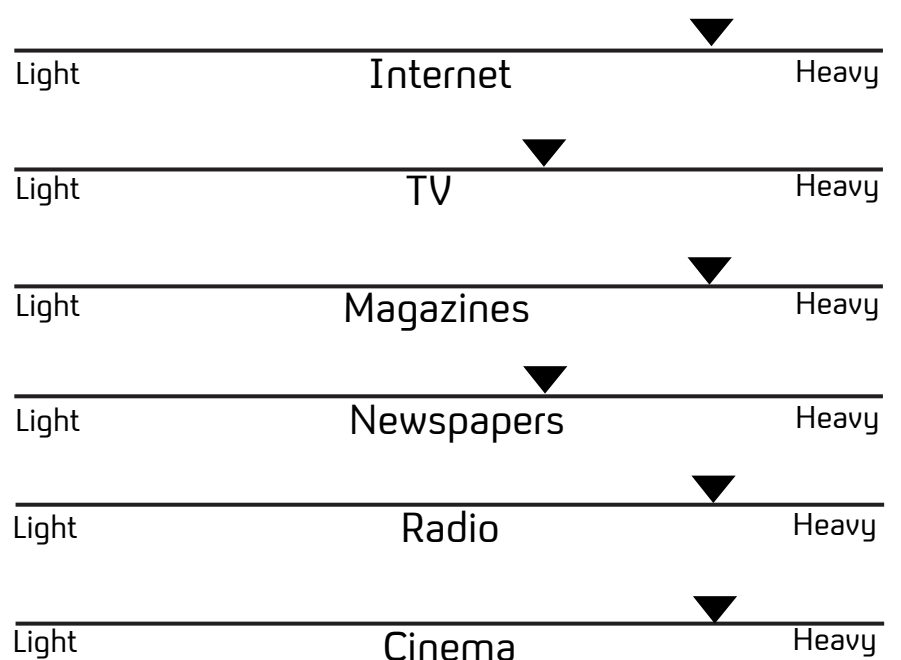 Light Internet Heavy
Light TV Heavy
Light Magazines Heavy
Light Newspapers Heavy
Light Radio Heavy
Light Cinema Heavy